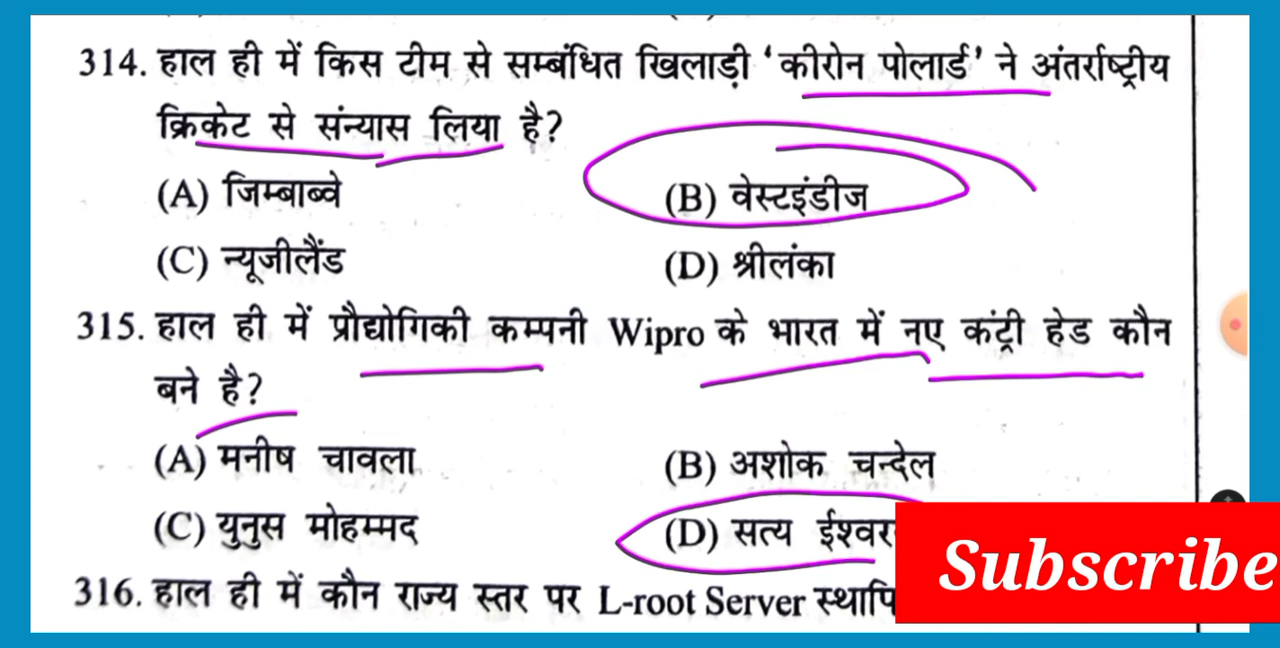 314. हाल ही में किस टीम से सम्बंधित खिलाड़ी ‘कीरोन पोलार्ड’ ने अंतर्राष्ट्रीय
क्रिकेट से संन्यास लिया है?
(A) जिम्बाब्वे (B) वेस्टइंडीज
(C) न्यूजीलैंड (D) श्रीलंका
315. हाल ही में प्रौद्योगिकी कम्पनी Wipro के भारत में नए कंट्री हेड कौन
बने है?
(A) मनीष चावला (B) अशोक चन्देल
(C) युनुस मोहम्मद (D) सत्य ईश्वर
316. हाल ही में कौन राज्य स्तर पर L-root Server
Subscribe